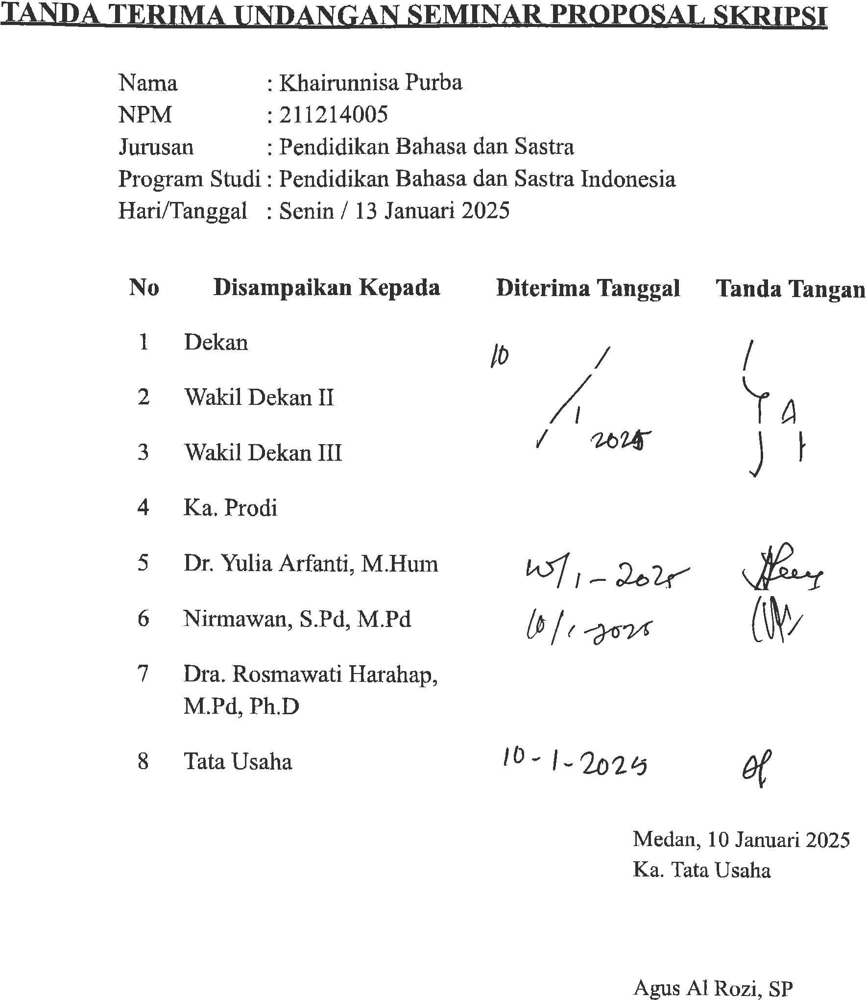 TANDA TERIMA UNDANGAN SEMINAR PROPOSAL SKRIPSI
Nama : Khairunnisa Purba
NPM : 211214005
Jurusan : Pendidikan Bahasa dan Sastra
Program Studi : Pendidikan Bahasa dan Sastra Indonesia
Hari/Tanggal : Senin / 13 Januari 2025
No Disampaikan Kepada Diterima Tanggal Tanda Tangan
1 Dekan 10 / 1 2025
2 Wakil Dekan II
3 Wakil Dekan III
4 Ka. Prodi
5 Dr. Yulia Arfanti, M.Hum 10/1 - 2025
6 Nirmawan, S.Pd, M.Pd 10/1 - 2025
7 Dra. Rosmawati Harahap,
M.Pd, Ph.D
8 Tata Usaha 10-1-2025
Medan, 10 Januari 2025
Ka. Tata Usaha
Agus Al Rozi, SP